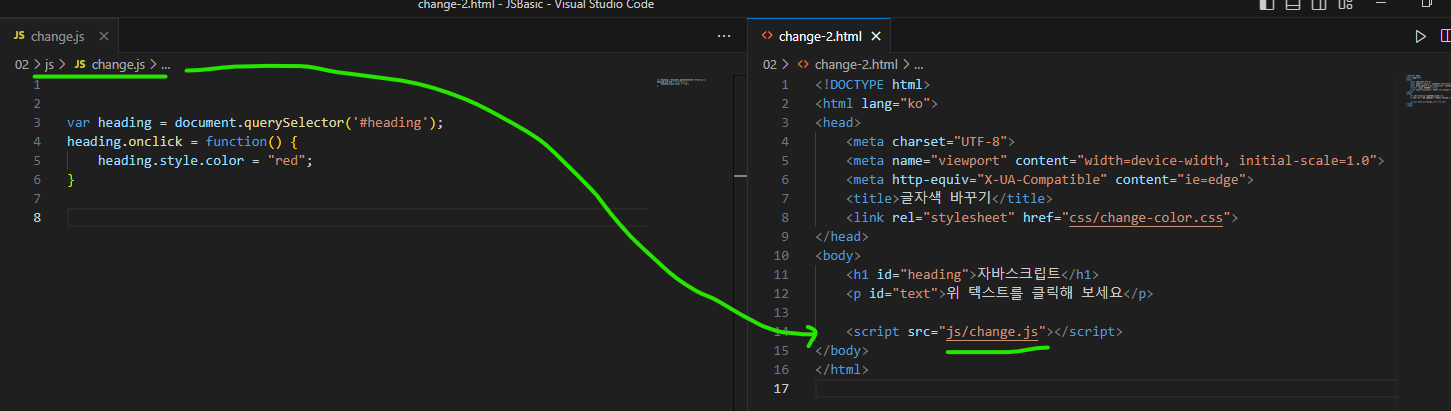 change-2.html - JSBasic - Visual Studio Code
JS change.js
02 > js > JS change.js > ...
1
2
3 var heading = document.querySelector('#heading');
4 heading.onclick = function() {
5 heading.style.color = "red";
6 }
7
8
<> change-2.html
02 > <> change-2.html > ...
1 <!DOCTYPE html>
2 <html lang="ko">
3 <head>
4 <meta charset="UTF-8">
5 <meta name="viewport" content="width=device-width, initial-scale=1.0">
6 <meta http-equiv="X-UA-Compatible" content="ie=edge">
7 <title>글자색 바꾸기</title>
8 <link rel="stylesheet" href="css/change-color.css">
9 </head>
10 <body>
11 <h1 id="heading">자바스크립트</h1>
12 <p id="text">위 텍스트를 클릭해 보세요</p>
13
14 <script src="js/change.js"></script>
15 </body>
16 </html>
17